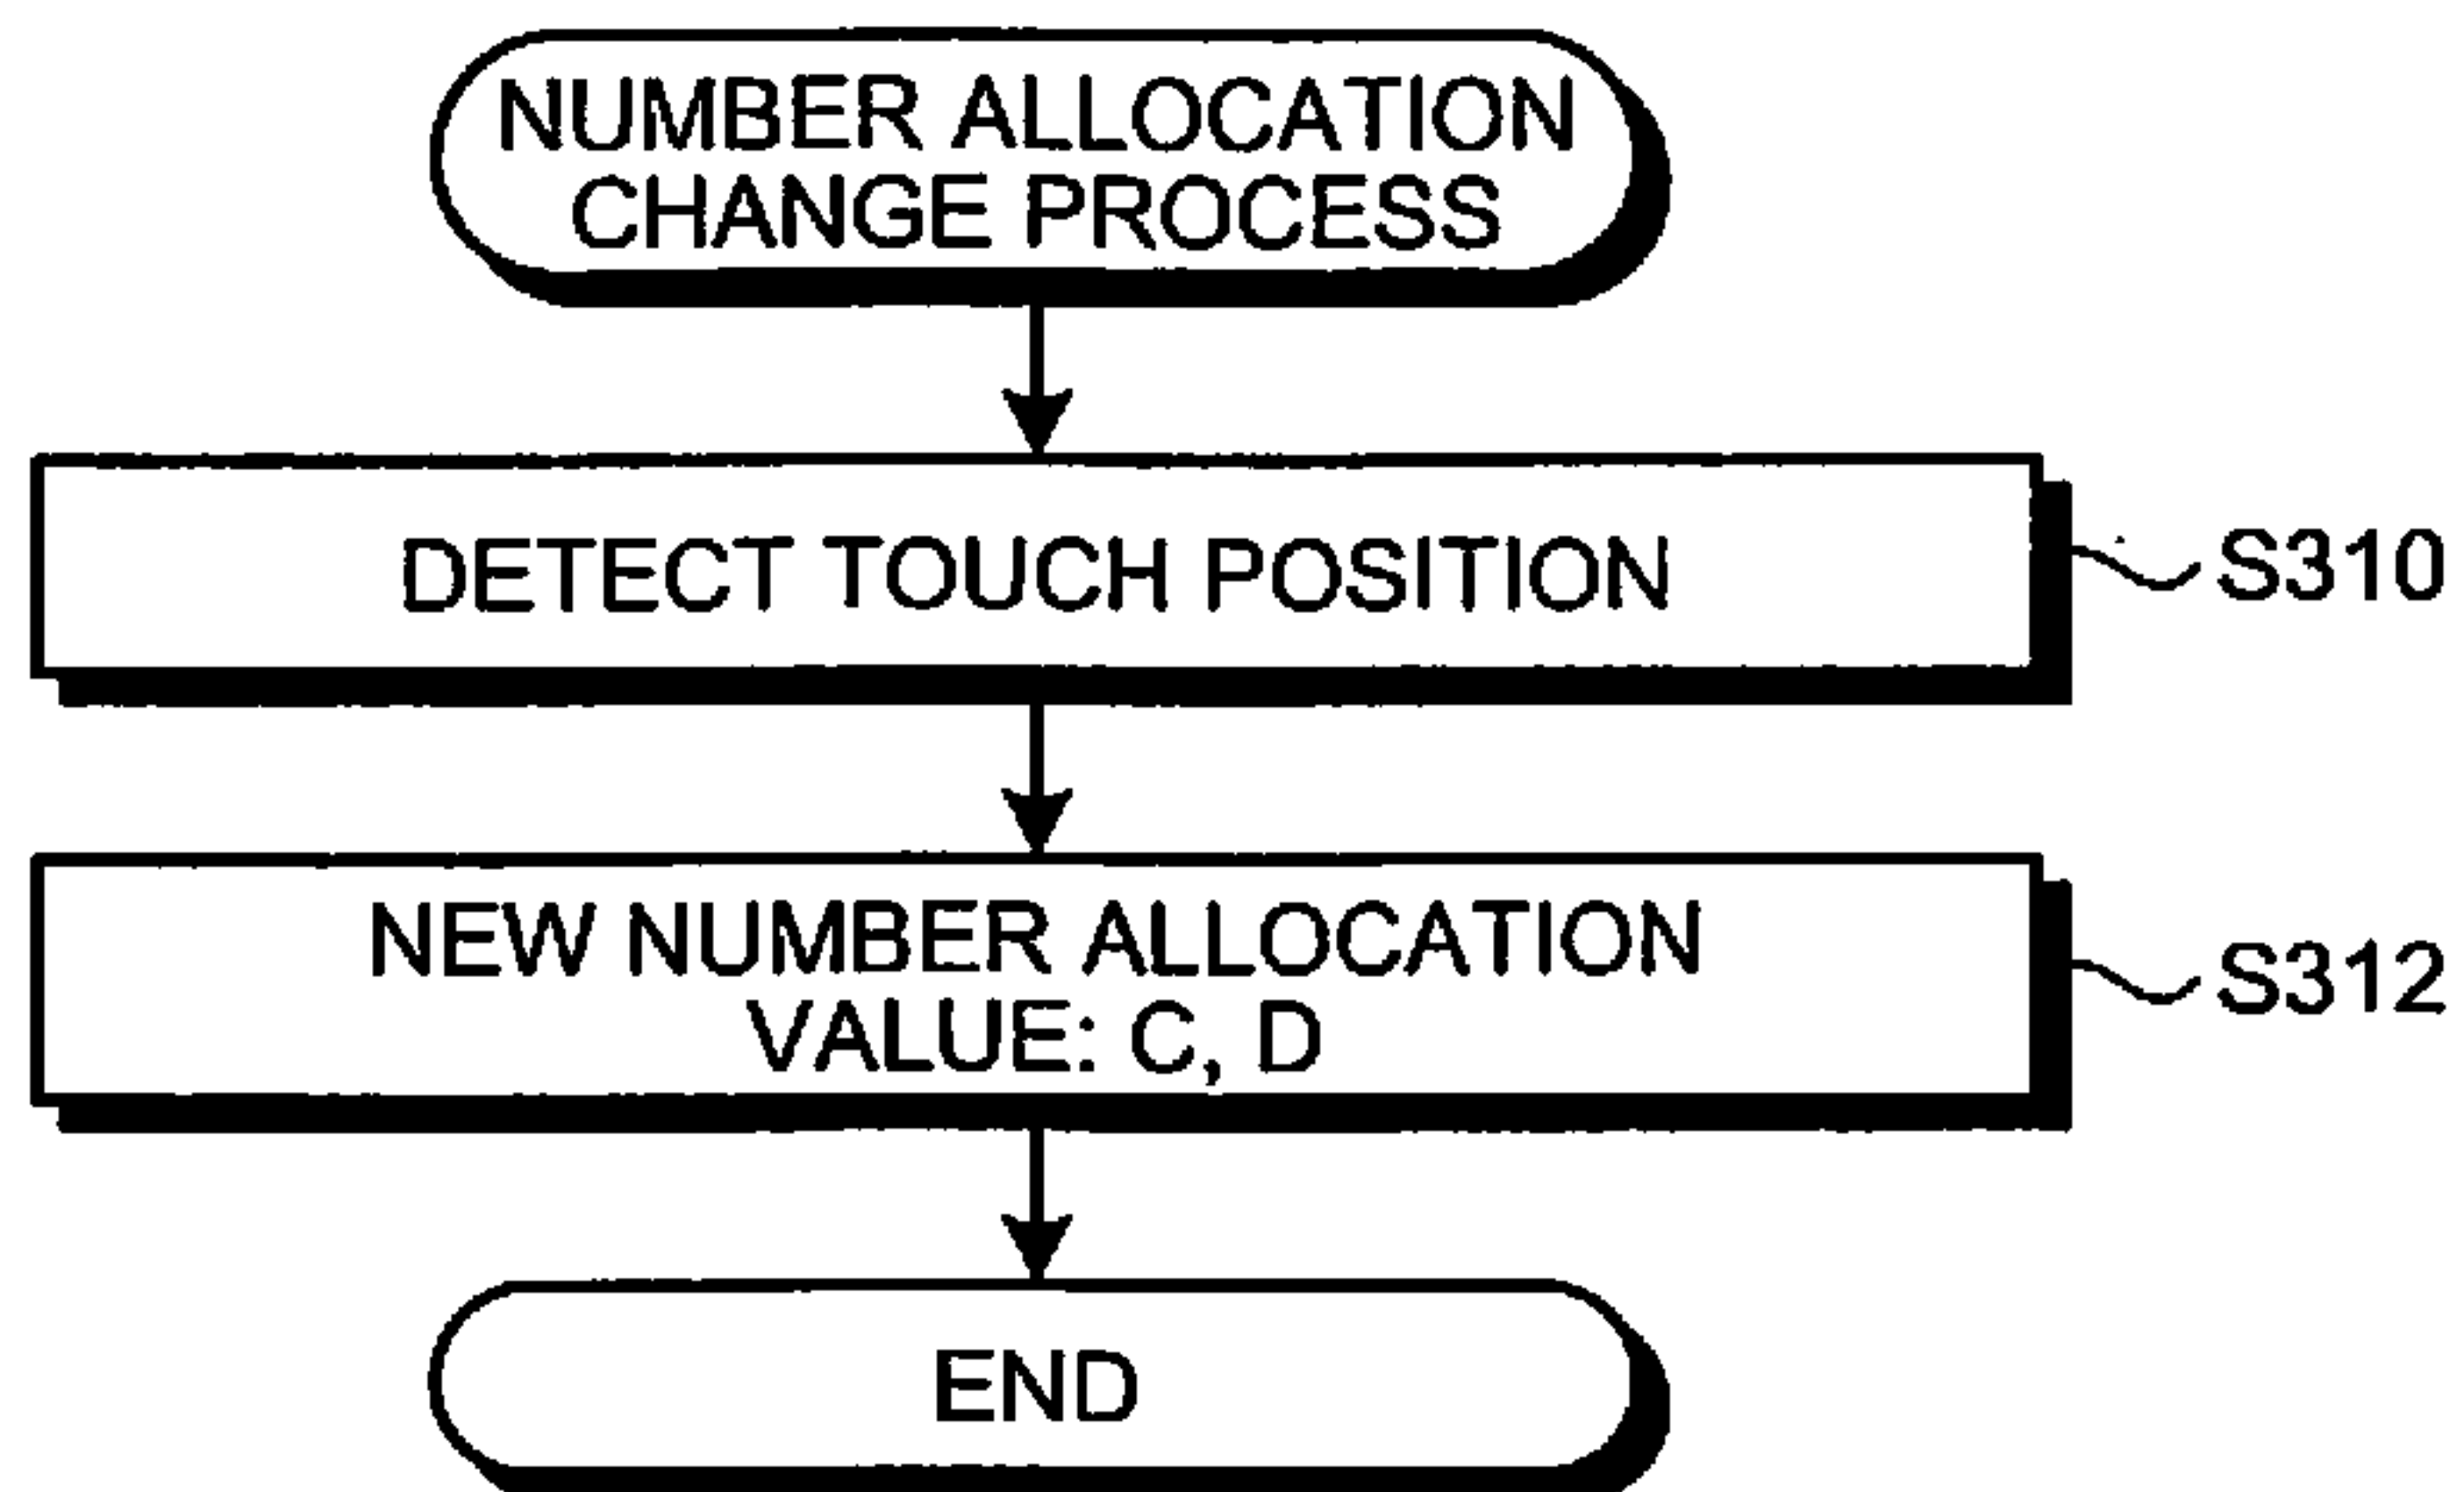 NUMBER ALLOCATION
CHANGE PROCESS
DETECT TOUCH POSITION
S310
NEW NUMBER ALLOCATION
VALUE: C, D
S312
END